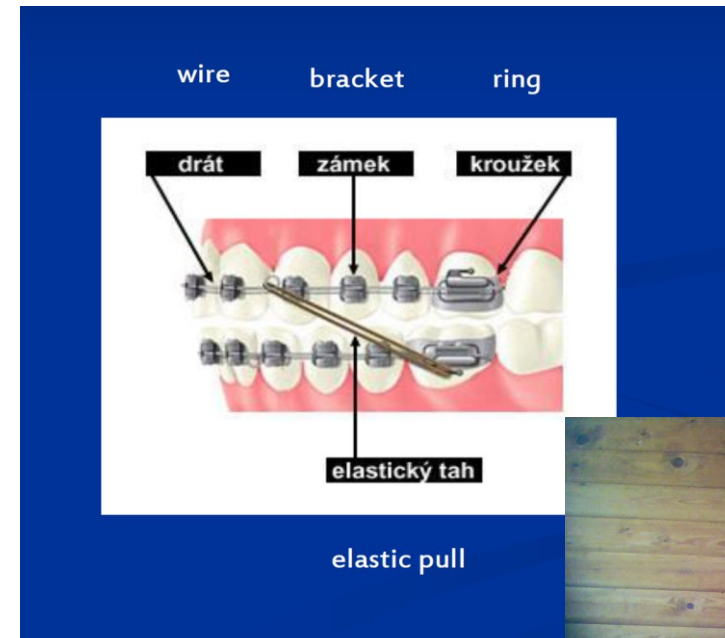 wire bracket ring
drát zámek kroužek
elastický tah
elastic pull